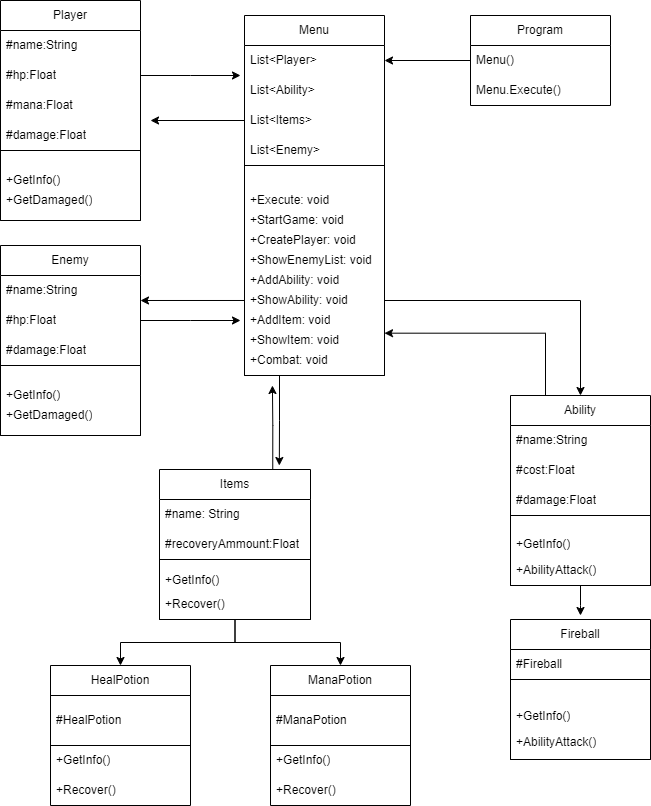 Player
#name:String
#hp:Float
#mana:Float
#damage:Float
+GetInfo()
+GetDamaged()
Menu
List<Player>
List<Ability>
List<Items>
List<Enemy>
+Execute: void
+StartGame: void
+CreatePlayer: void
+ShowEnemyList: void
+AddAbility: void
+ShowAbility: void
+AddItem: void
+ShowItem: void
+Combat: void
Program
Menu()
Menu.Execute()
Enemy
#name:String
#hp:Float
#damage:Float
+GetInfo()
+GetDamaged()
Ability
#name:String
#cost:Float
#damage:Float
+GetInfo()
+AbilityAttack()
Items
#name: String
#recoveryAmmount:Float
+GetInfo()
+Recover()
Fireball
#Fireball
+GetInfo()
+AbilityAttack()
HealPotion
#HealPotion
+GetInfo()
+Recover()
ManaPotion
#ManaPotion
+GetInfo()
+Recover()